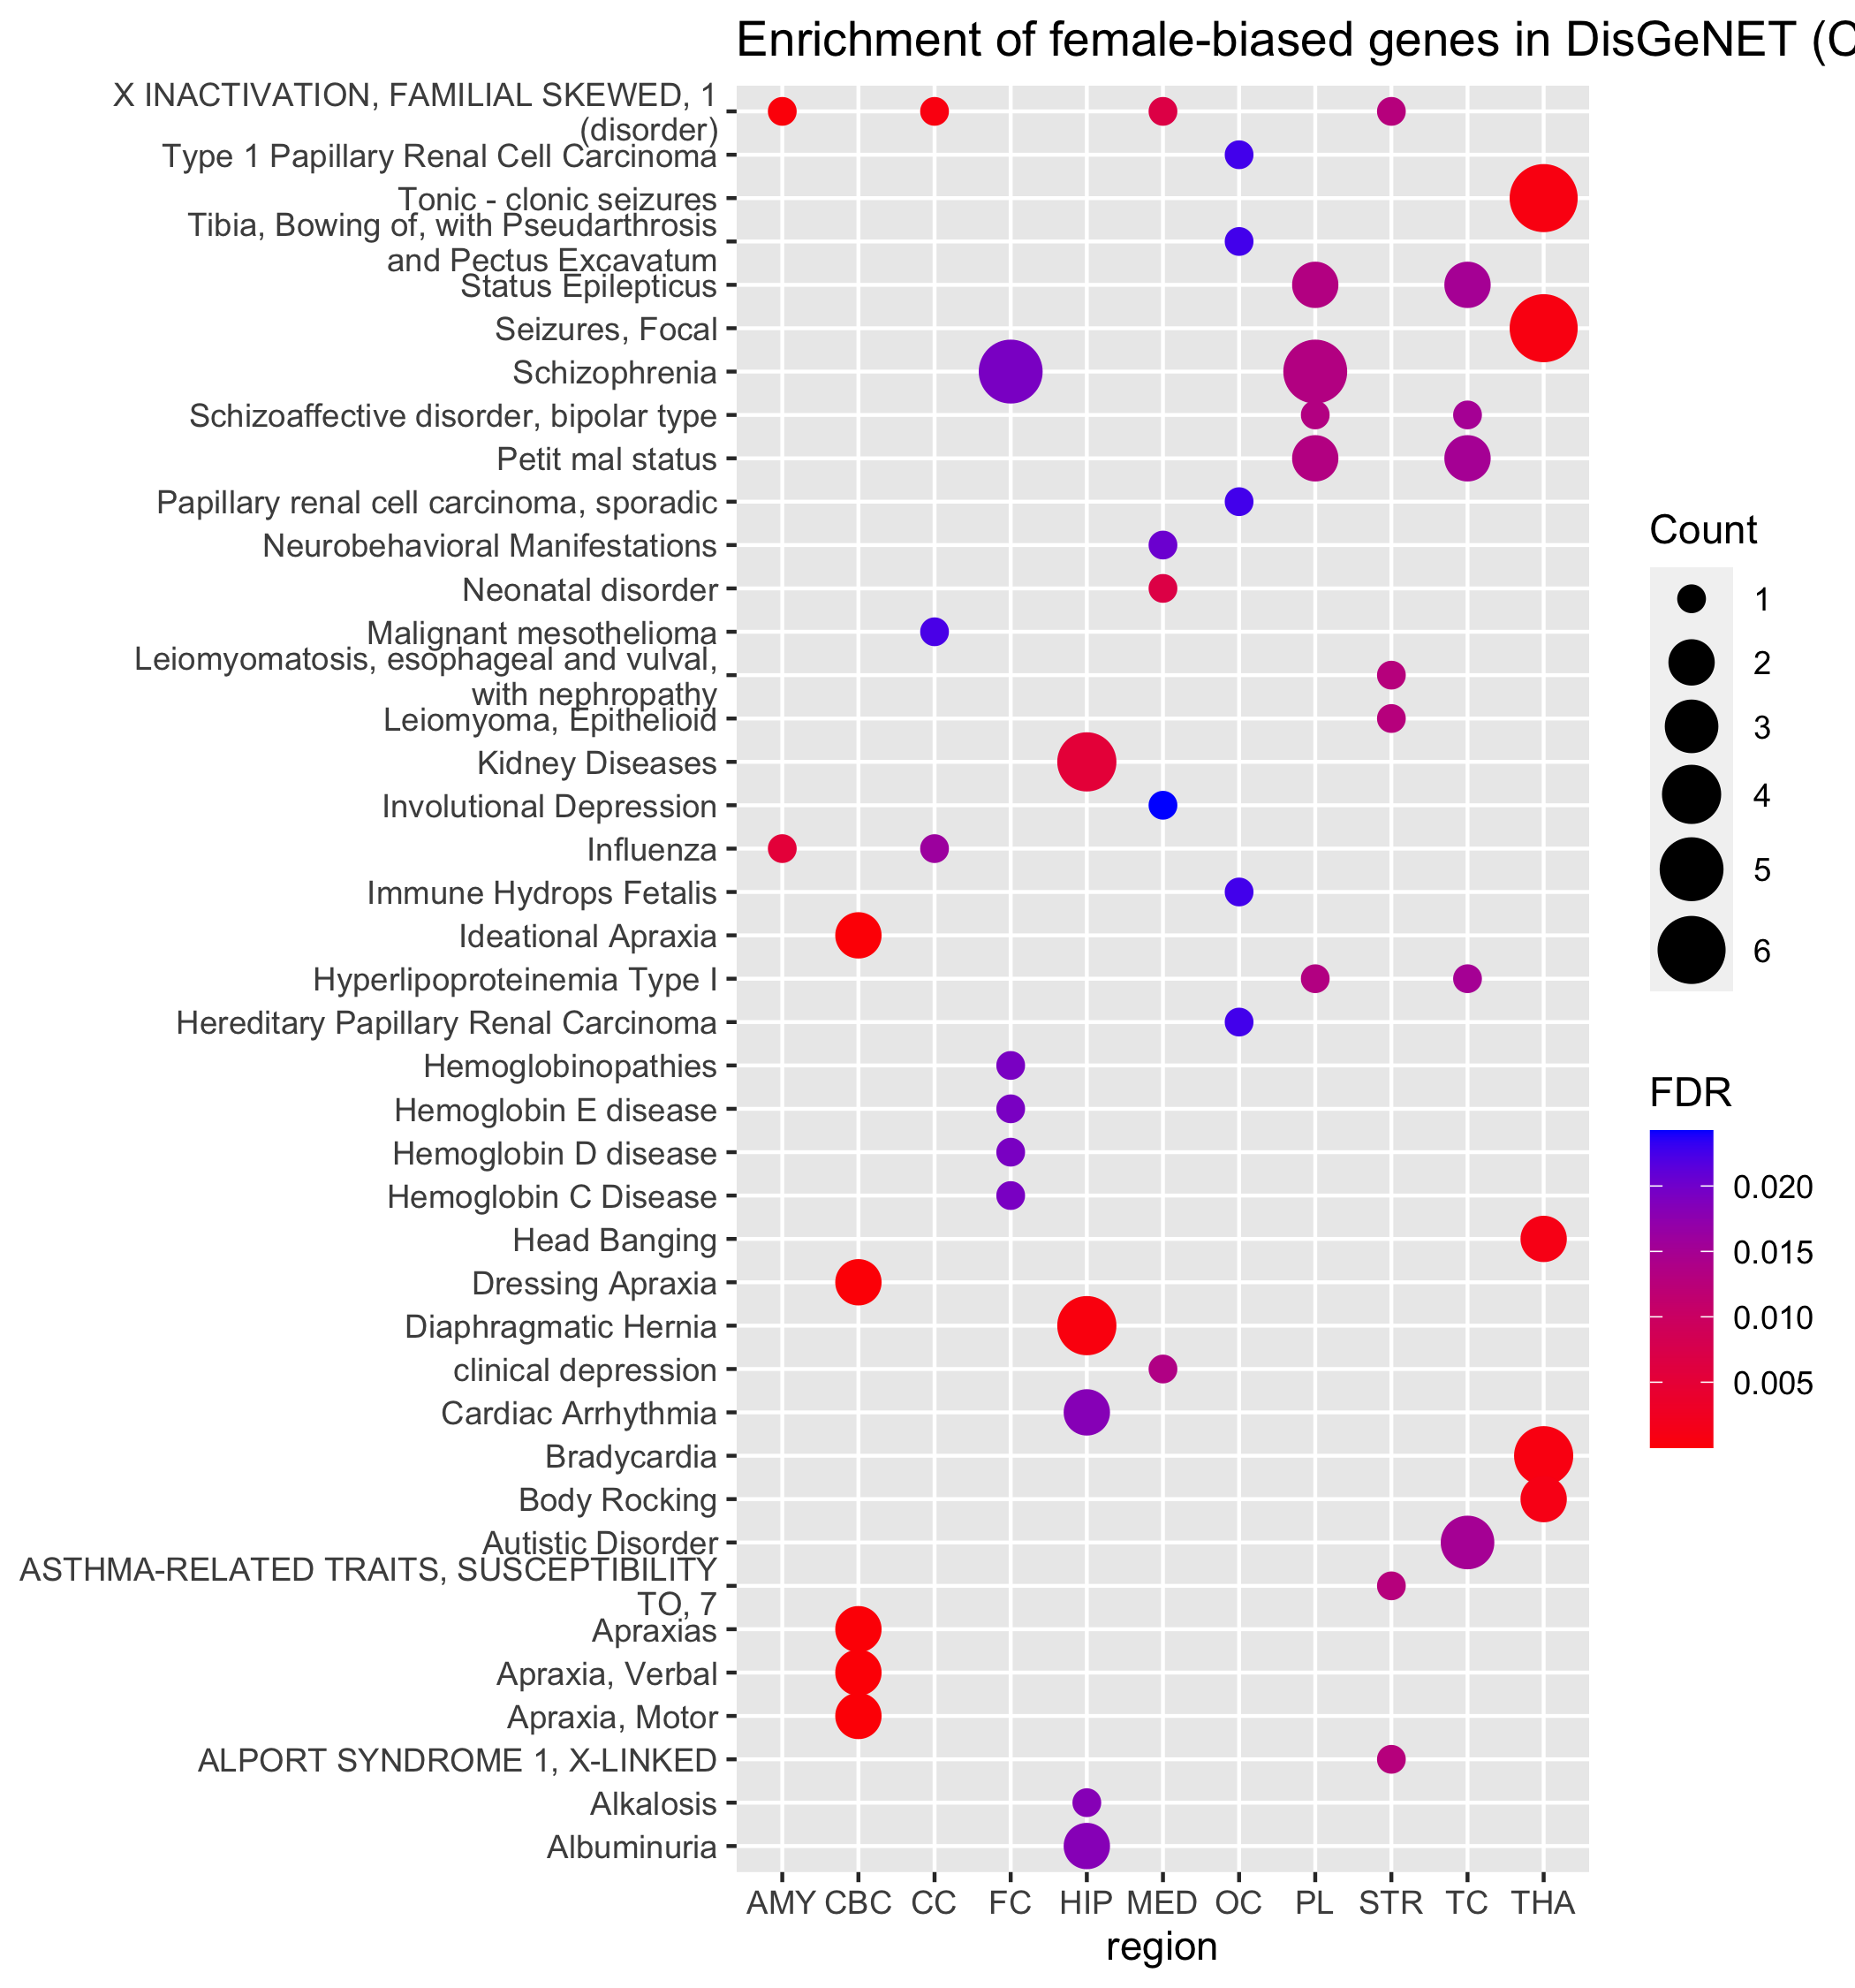 Enrichment of female-biased genes in DisGeNET (C
X INACTIVATION, FAMILIAL SKEWED, 1
(disorder)
Type 1 Papillary Renal Cell Carcinoma
Tonic - clonic seizures
Tibia, Bowing of, with Pseudarthrosis
and Pectus Excavatum
Status Epilepticus
Seizures, Focal
Schizophrenia
Schizoaffective disorder, bipolar type
Petit mal status
Papillary renal cell carcinoma, sporadic
Neurobehavioral Manifestations
Neonatal disorder
Malignant mesothelioma
Leiomyomatosis, esophageal and vulval,
with nephropathy
Leiomyoma, Epithelioid
Kidney Diseases
Involutional Depression
Influenza
Immune Hydrops Fetalis
Ideational Apraxia
Hyperlipoproteinemia Type I
Hereditary Papillary Renal Carcinoma
Hemoglobinopathies
Hemoglobin E disease
Hemoglobin D disease
Hemoglobin C Disease
Head Banging
Dressing Apraxia
Diaphragmatic Hernia
clinical depression
Cardiac Arrhythmia
Bradycardia
Body Rocking
Autistic Disorder
ASTHMA-RELATED TRAITS, SUSCEPTIBILITY
TO, 7
Apraxias
Apraxia, Verbal
Apraxia, Motor
ALPORT SYNDROME 1, X-LINKED
Alkalosis
Albuminuria
AMY CBC CC FC HIP MED OC PL STR TC THA
region
Count
1
2
3
4
5
6
FDR
0.020
0.015
0.010
0.005